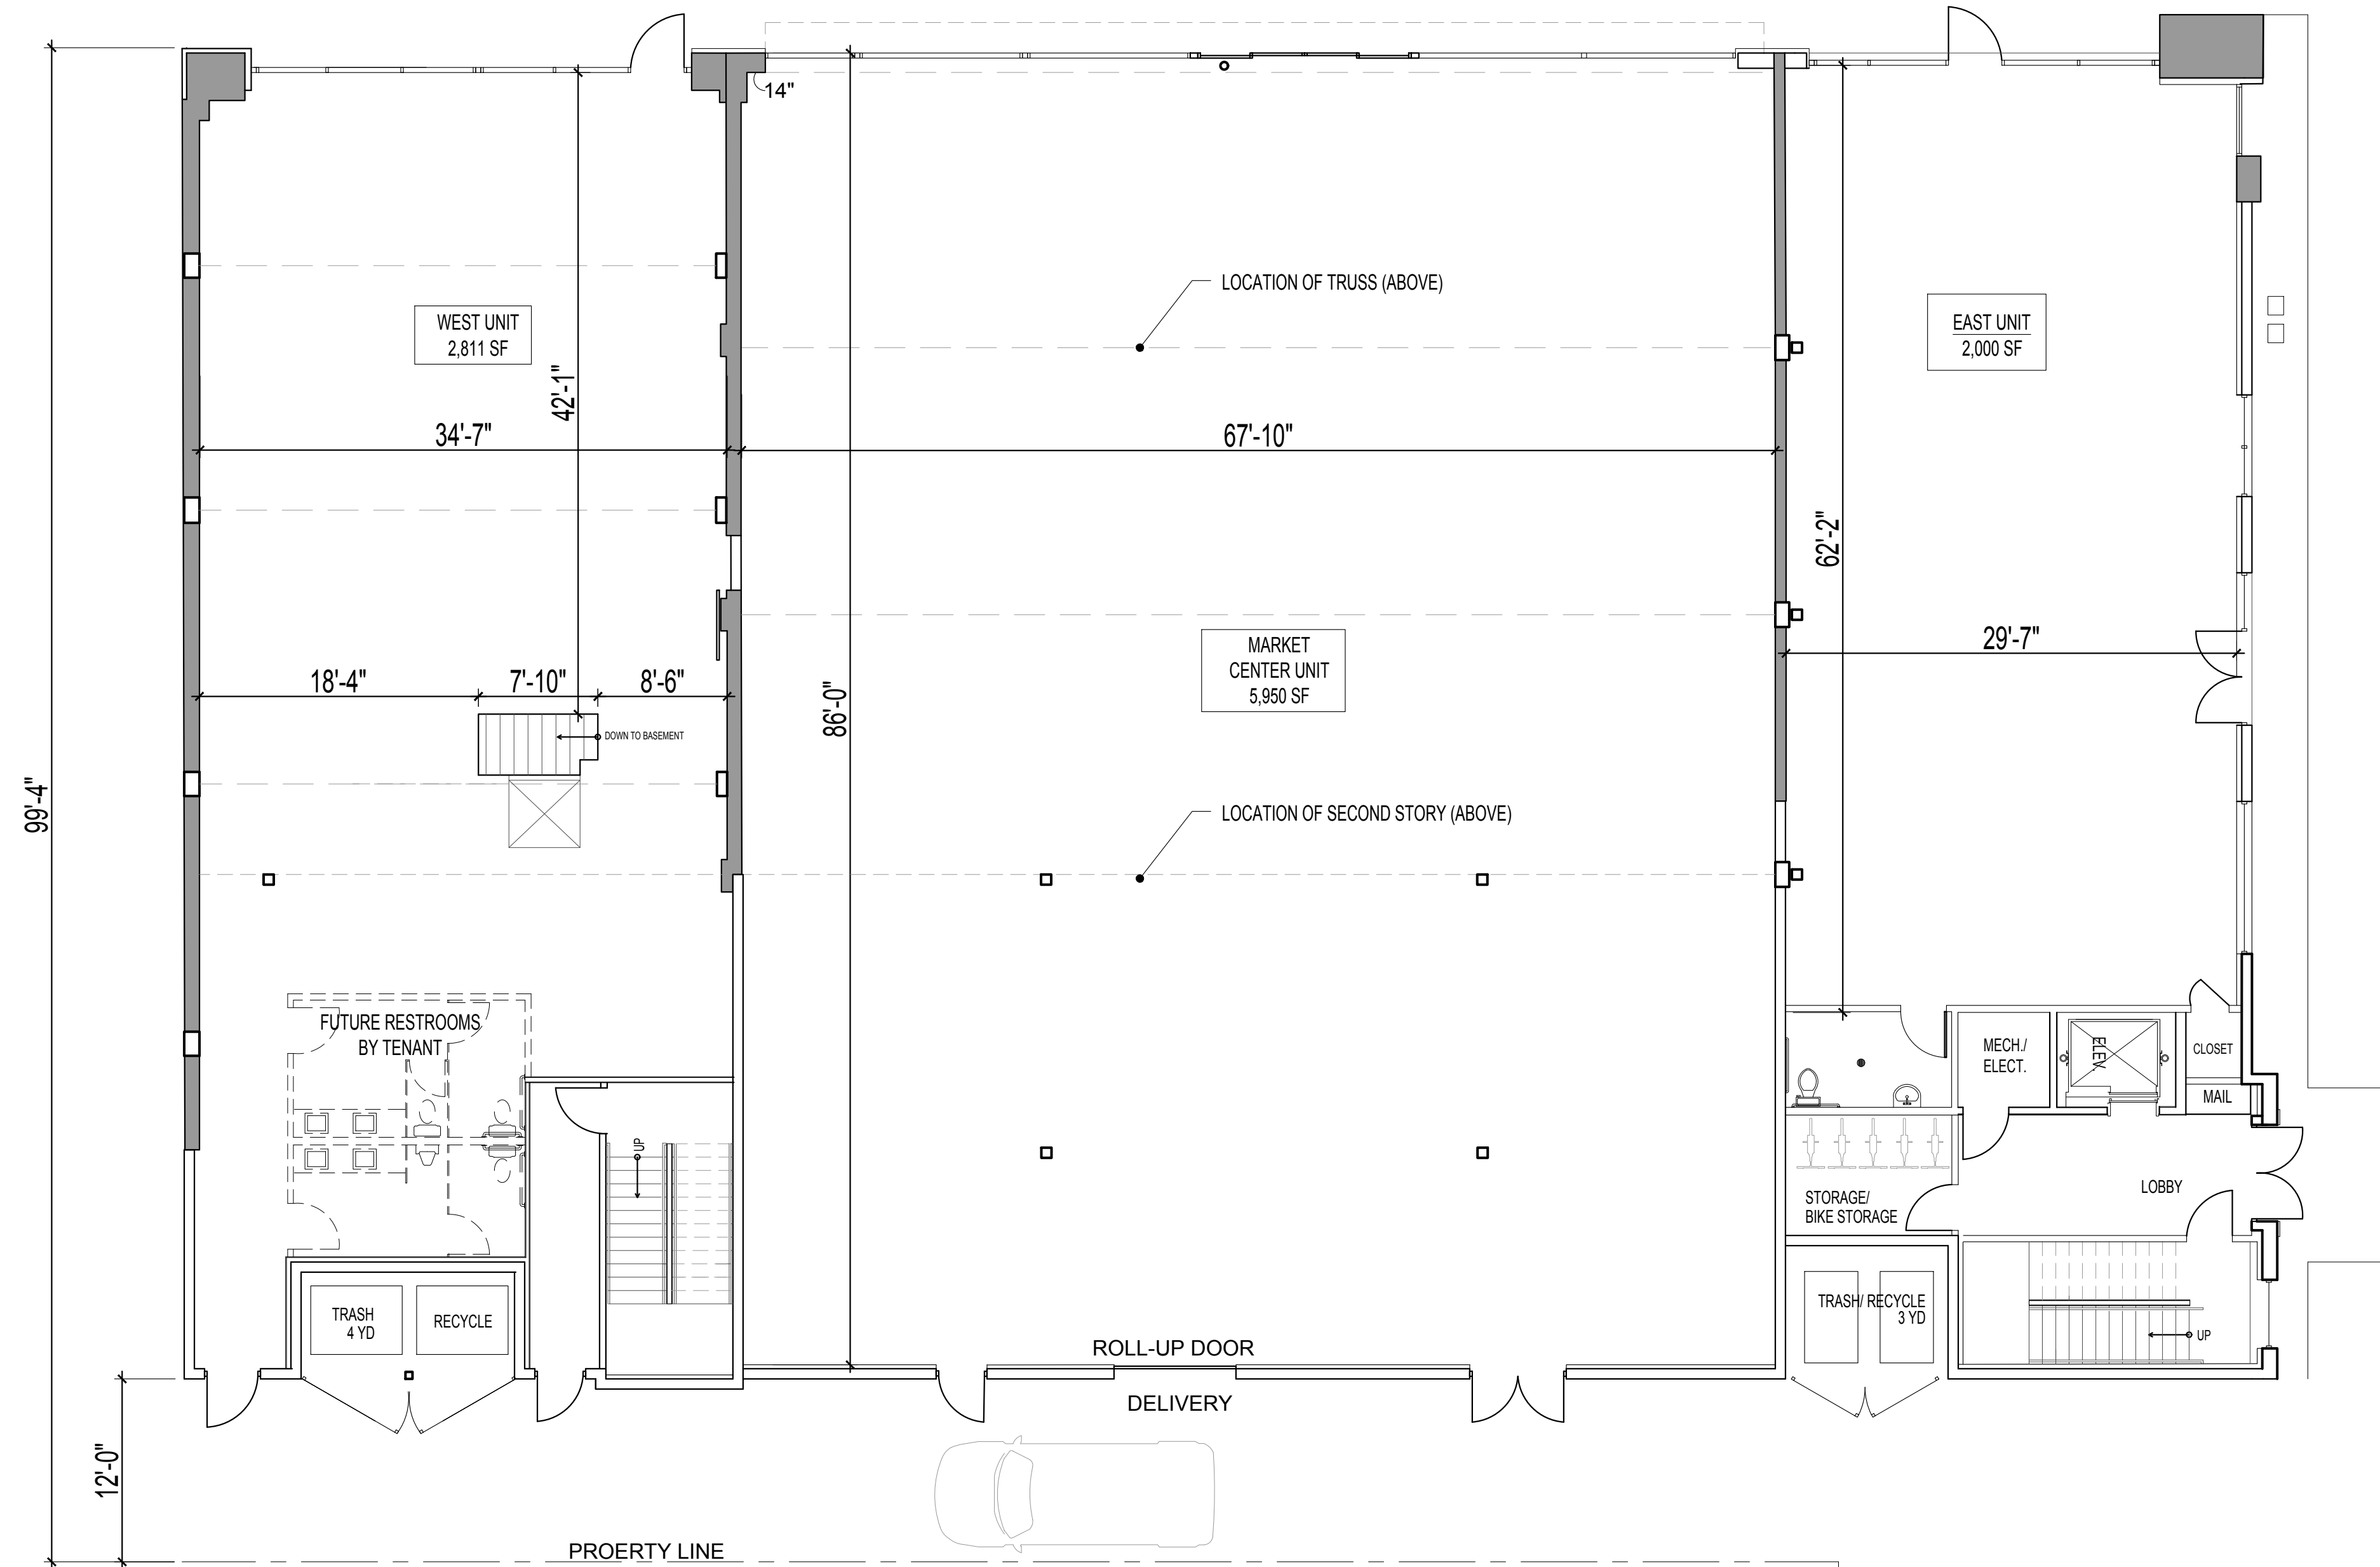 14"
LOCATION OF TRUSS (ABOVE)
WEST UNIT
2,811 SF
EAST UNIT
2,000 SF
42'-1"
34'-7"
67'-10"
62'-2"
29'-7"
MARKET
CENTER UNIT
5,950 SF
18'-4"
7'-10"
8'-6"
86'-0"
DOWN TO BASEMENT
99'-4"
LOCATION OF SECOND STORY (ABOVE)
FUTURE RESTROOMS
BY TENANT
MECH./
ELECT.
ELEV.
CLOSET
MAIL
UP
STORAGE/
BIKE STORAGE
LOBBY
TRASH
4 YD
RECYCLE
TRASH/ RECYCLE
3 YD
UP
ROLL-UP DOOR
DELIVERY
12'-0"
PROERTY LINE